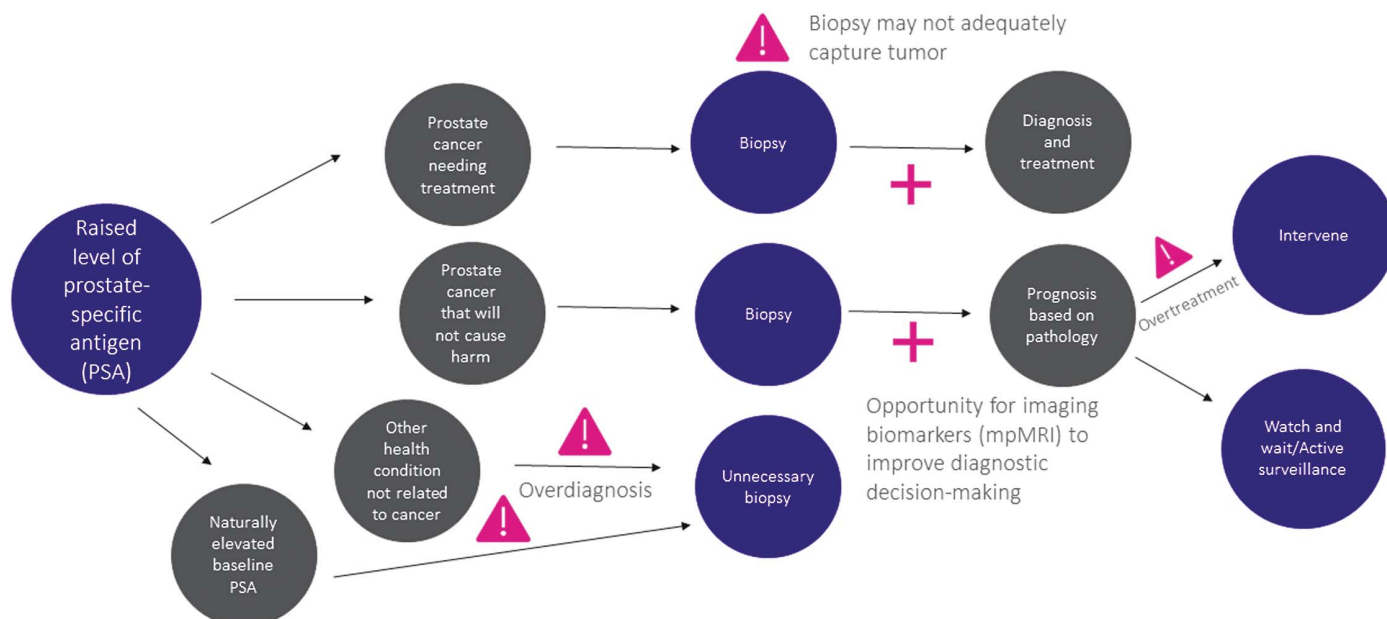 Biopsy may not adequately
capture tumor
Raised
level of
prostate-
specific
antigen
(PSA)
Prostate
cancer
needing
treatment
Biopsy
Diagnosis
and
treatment
Prostate
cancer
that will
not cause
harm
Biopsy
Prognosis
based on
pathology
Overtreatment
Intervene
Watch and
wait/Active
surveillance
Other
health
condition
not related
to cancer
Overdiagnosis
Unnecessary
biopsy
Opportunity for imaging
biomarkers (mpMRI) to
improve diagnostic
decision-making
Naturally
elevated
baseline
PSA